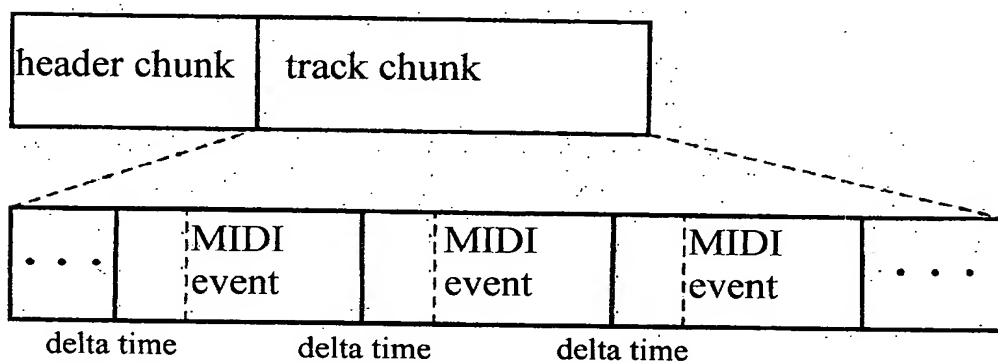 header chunk
track chunk
. . .
MIDI
event
MIDI
event
MIDI
event
. . . .
delta time
delta time
delta time